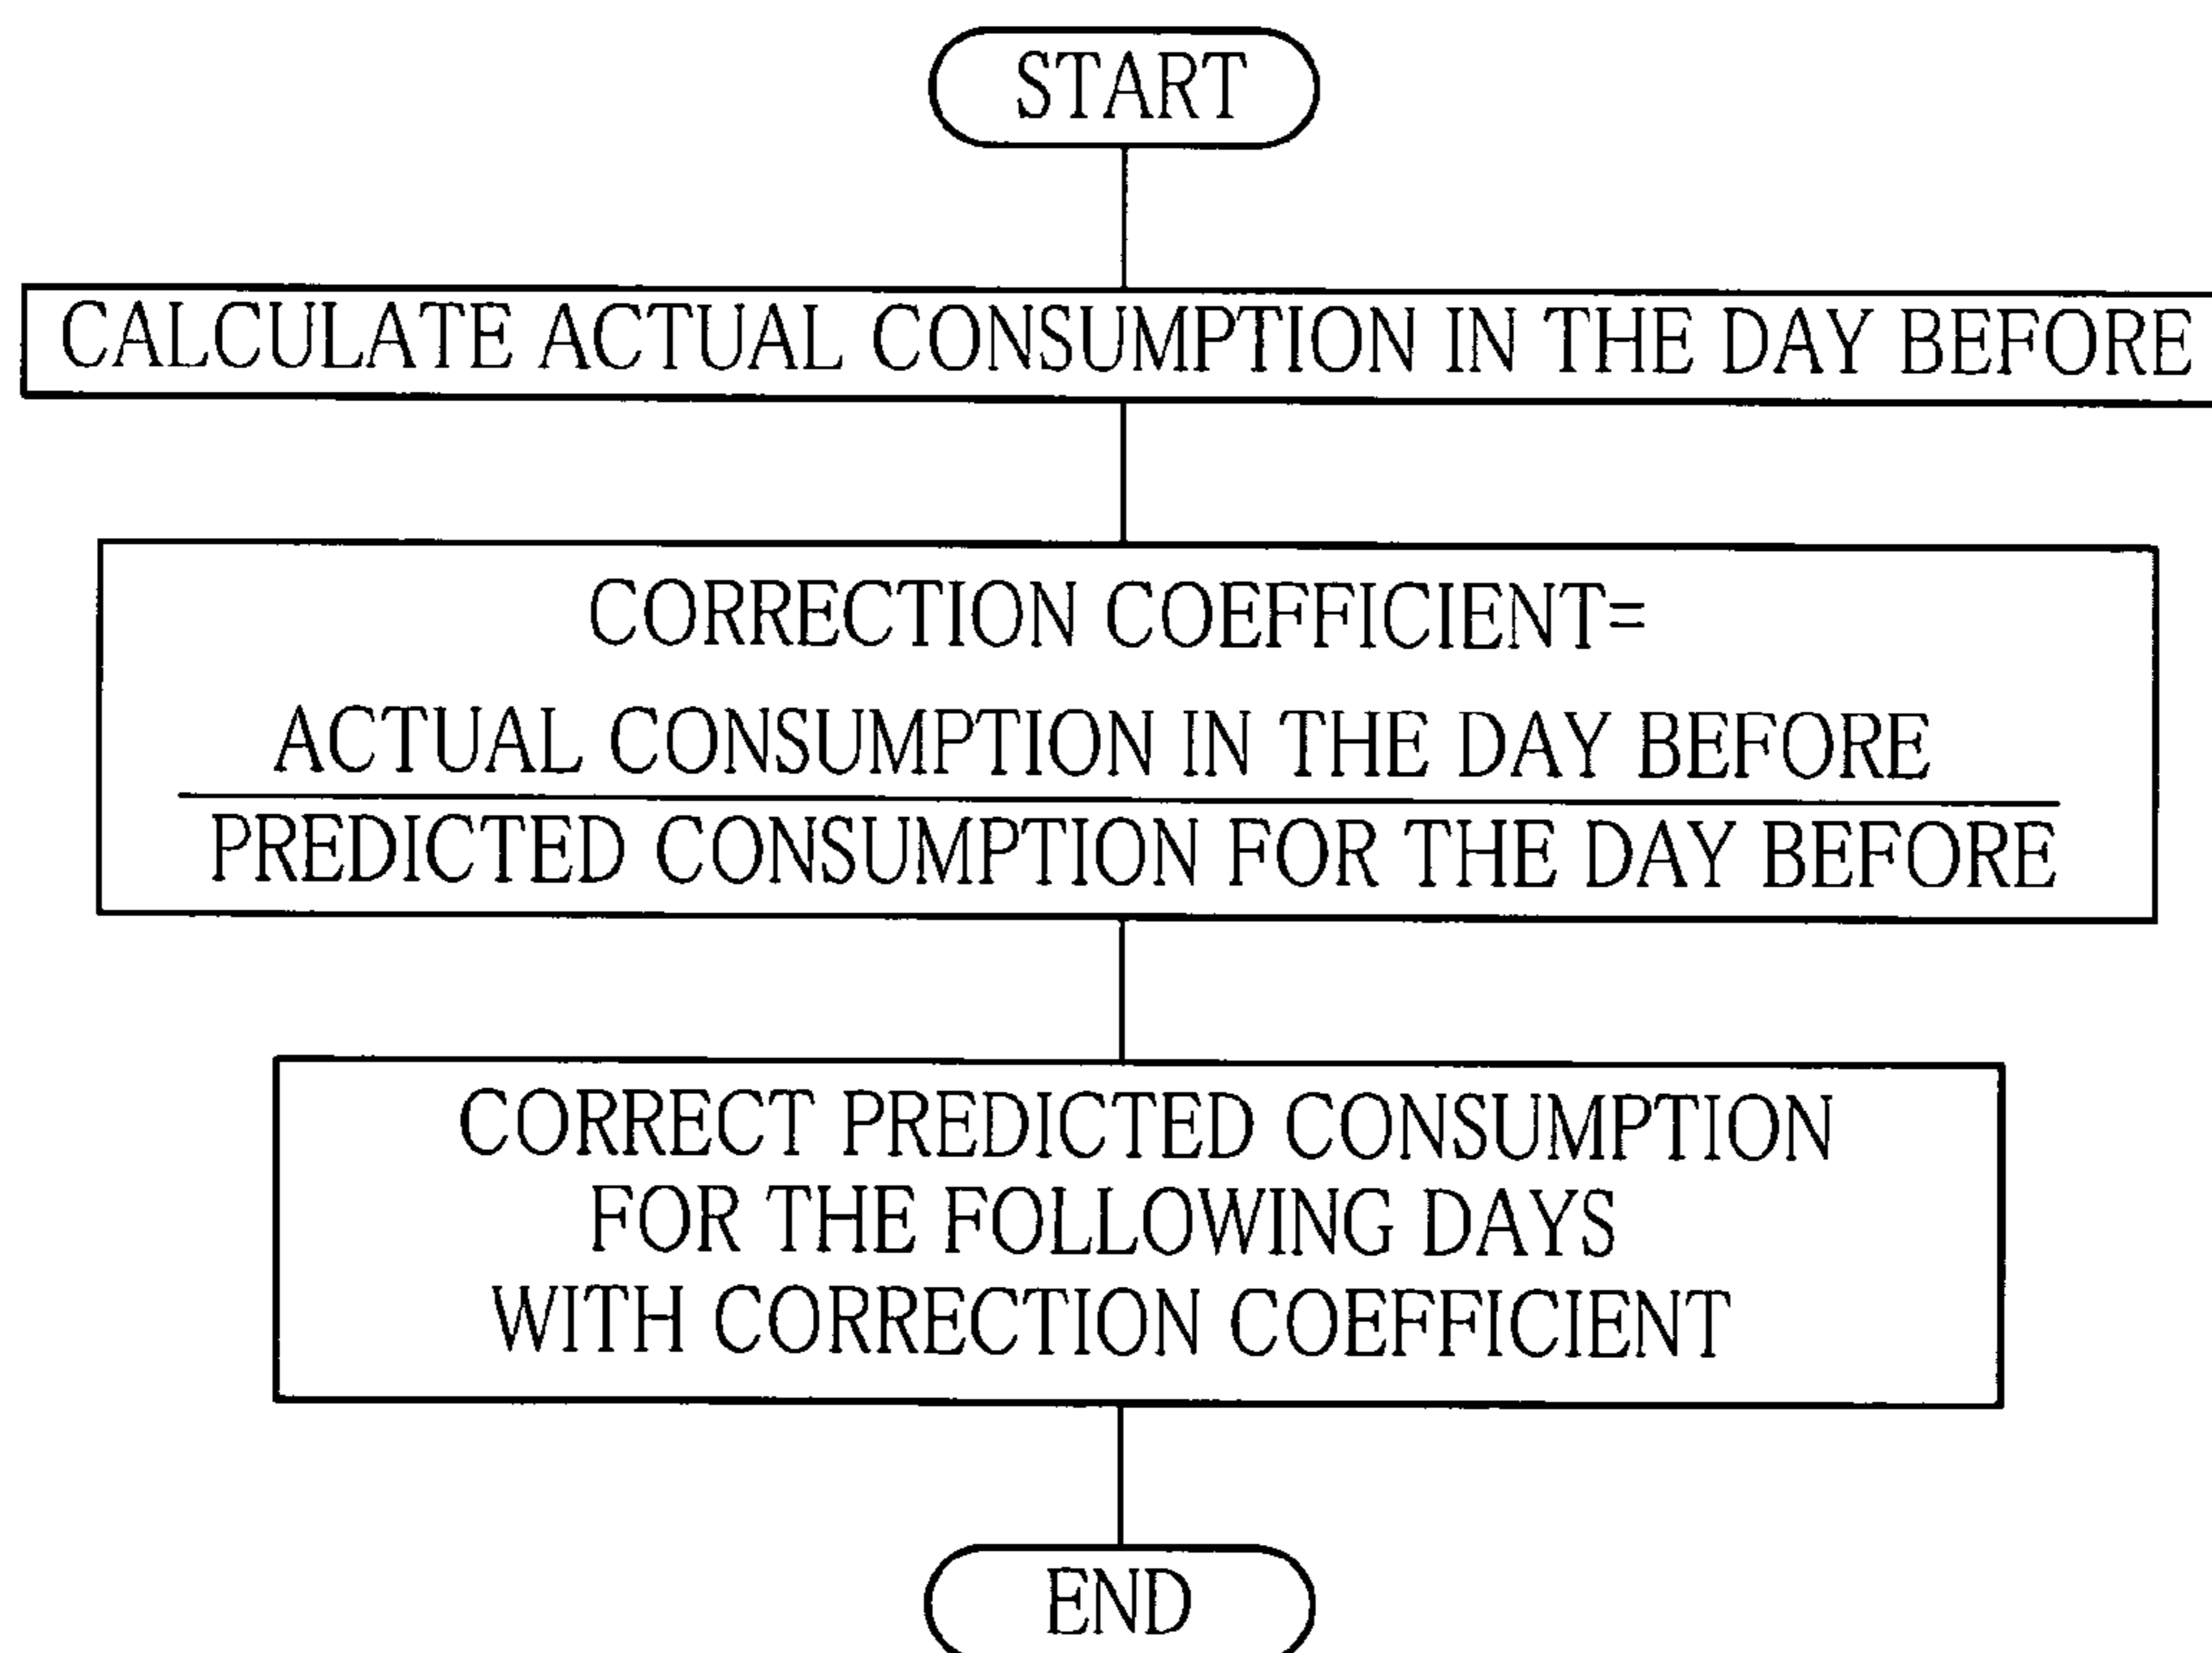 START
CALCULATE ACTUAL CONSUMPTION IN THE DAY BEFORE
CORRECTION COEFFICIENT=
ACTUAL CONSUMPTION IN THE DAY BEFORE
PREDICTED CONSUMPTION FOR THE DAY BEFORE
CORRECT PREDICTED CONSUMPTION
FOR THE FOLLOWING DAYS
WITH CORRECTION COEFFICIENT
END